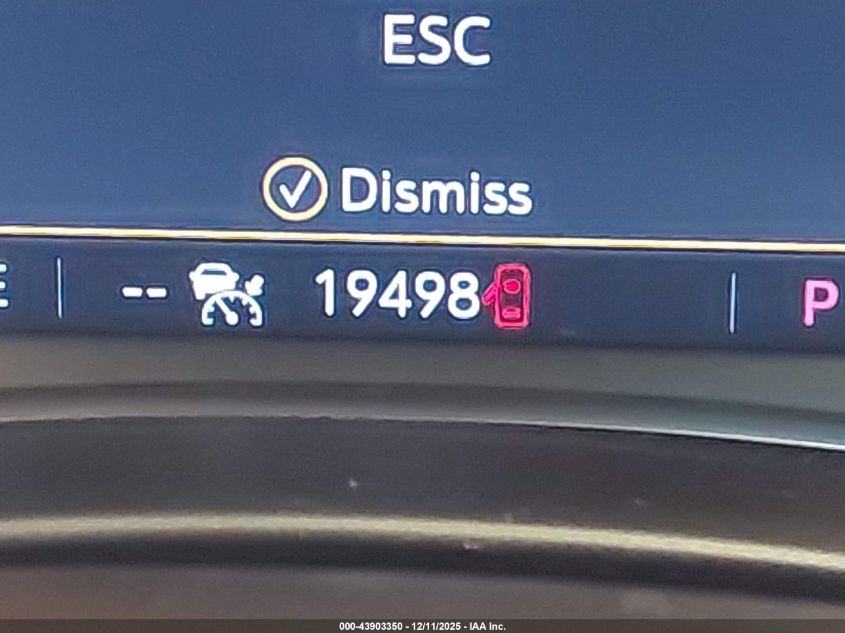 ESC
Dismiss
E -- 19498 P
000-43903350 - 12/11/2025 - IAA Inc.